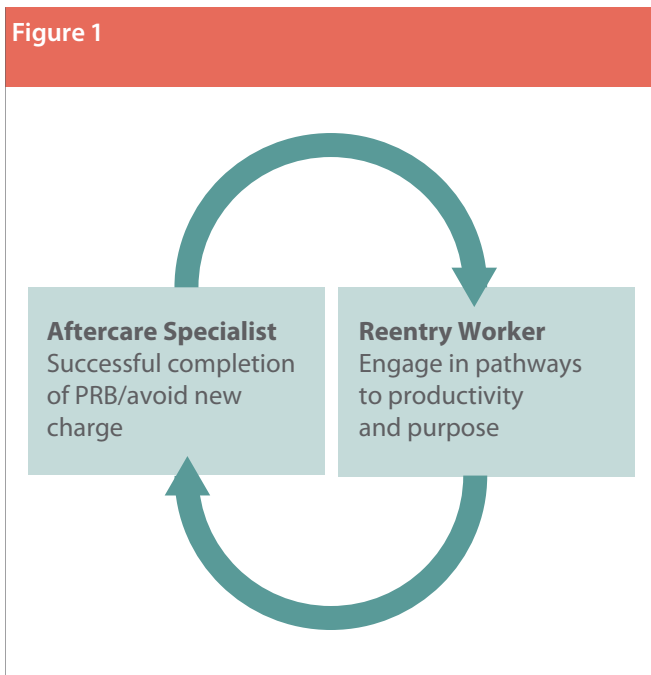 Figure 1
Aftercare Specialist
Successful completion
of PRB/avoid new
charge
Reentry Worker
Engage in pathways
to productivity
and purpose